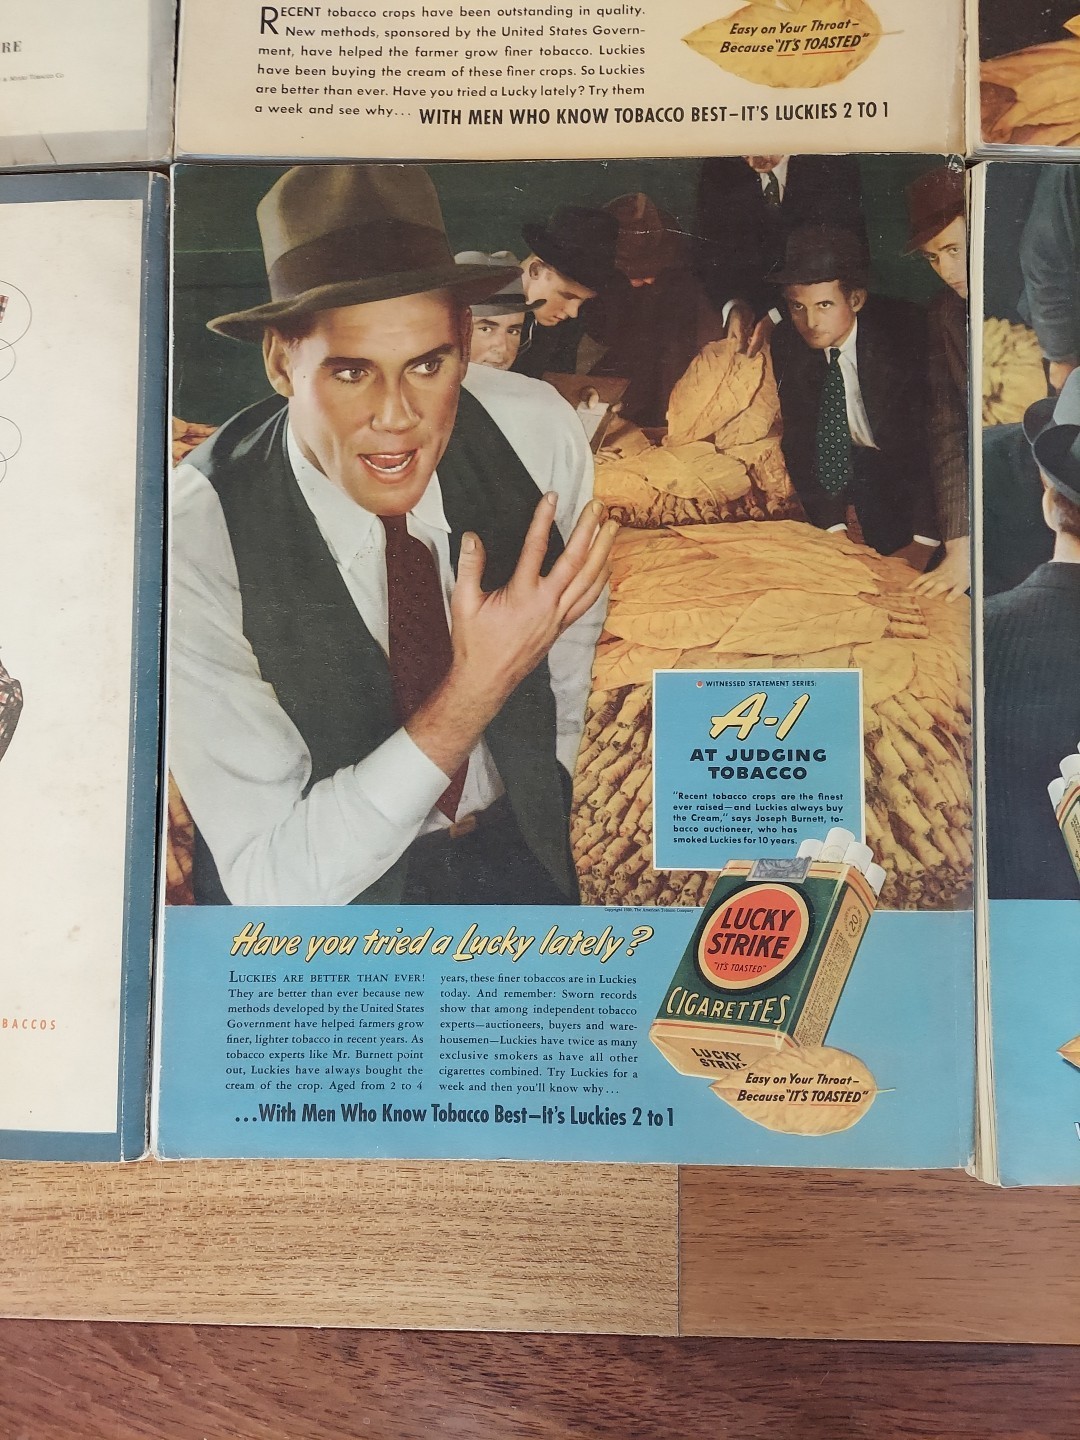 RE
RECENT tobacco crops have been outstanding in quality.
New methods, sponsored by the United States Govern-
ment, have helped the farmer grow finer tobacco. Luckies
have been buying the cream of these finer crops. So Luckies
are better than ever. Have you tried a Lucky lately? Try them
a week and see why... WITH MEN WHO KNOW TOBACCO BEST—IT'S LUCKIES 2 TO 1
Easy on Your Throat—
Because "IT'S TOASTED"
WITNESSED STATEMENT SERIES:
A-1
AT JUDGING
TOBACCO
"Recent tobacco crops are the finest
ever raised—and Luckies always buy
the Cream," says Joseph Burnett, to-
bacco auctioneer, who has
smoked Luckies for 10 years.
The American Tobacco Company
Have you tried a Lucky lately?
LUCKIES ARE BETTER THAN EVER!
They are better than ever because new
methods developed by the United States
Government have helped farmers grow
finer, lighter tobacco in recent years. As
tobacco experts like Mr. Burnett point
out, Luckies have always bought the
cream of the crop. Aged from 2 to 4
years, these finer tobaccos are in Luckies
today. And remember: Sworn records
show that among independent tobacco
experts—auctioneers, buyers and ware-
housemen—Luckies have twice as many
exclusive smokers as have all other
cigarettes combined. Try Luckies for a
week and then you'll know why...
...With Men Who Know Tobacco Best—It's Luckies 2 to 1
LUCKY
STRIKE
"IT'S TOASTED"
CIGARETTES
20
LUCKY
STRIK
Easy on Your Throat—
Because "IT'S TOASTED"
BACCOS